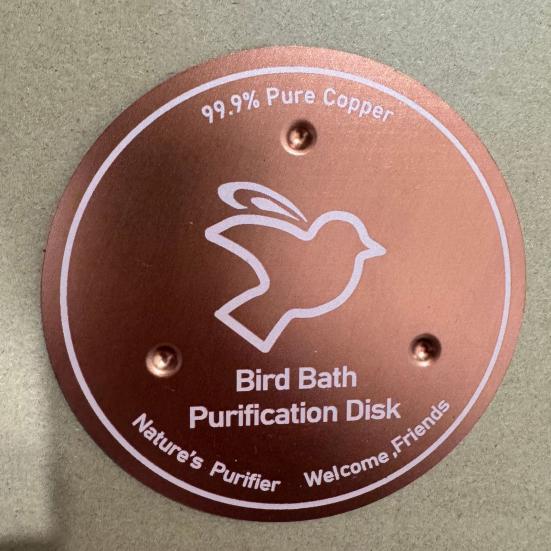 99.9% Pure Copper
Bird Bath
Purification Disk
Nature's Purifier
Welcome,Friends